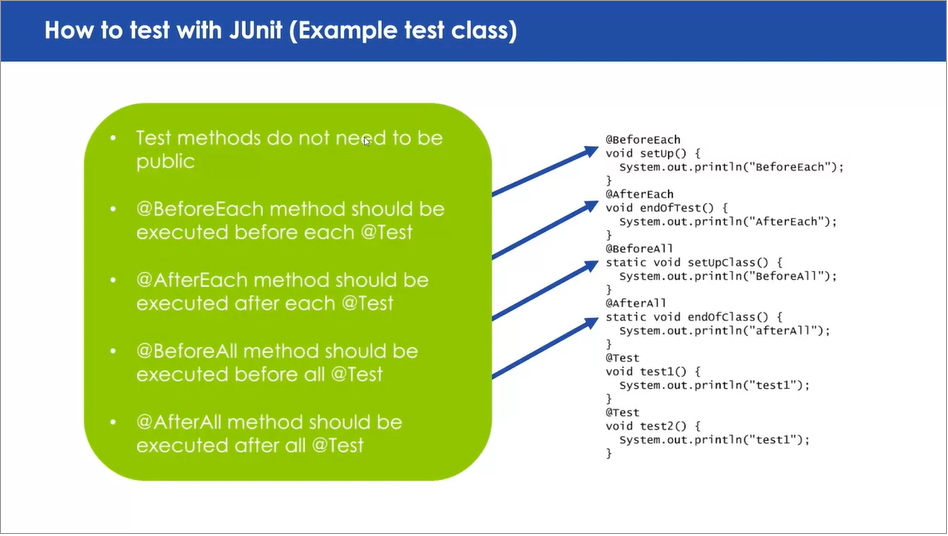 How to test with JUnit (Example test class)
• Test methods do not need to be
public
• @BeforeEach method should be
executed before each @Test
• @AfterEach method should be
executed after each @Test
• @BeforeAll method should be
executed before all @Test
• @AfterAll method should be
executed after all @Test
@BeforeEach
void setUp() {
  System.out.println("BeforeEach");
}
@AfterEach
void endOfTest() {
  System.out.println("AfterEach");
}
@BeforeAll
static void setUpClass() {
  System.out.println("BeforeAll");
}
@AfterAll
static void endOfClass() {
  System.out.println("afterAll");
}
@Test
void test1() {
  System.out.println("test1");
}
@Test
void test2() {
  System.out.println("test1");
}